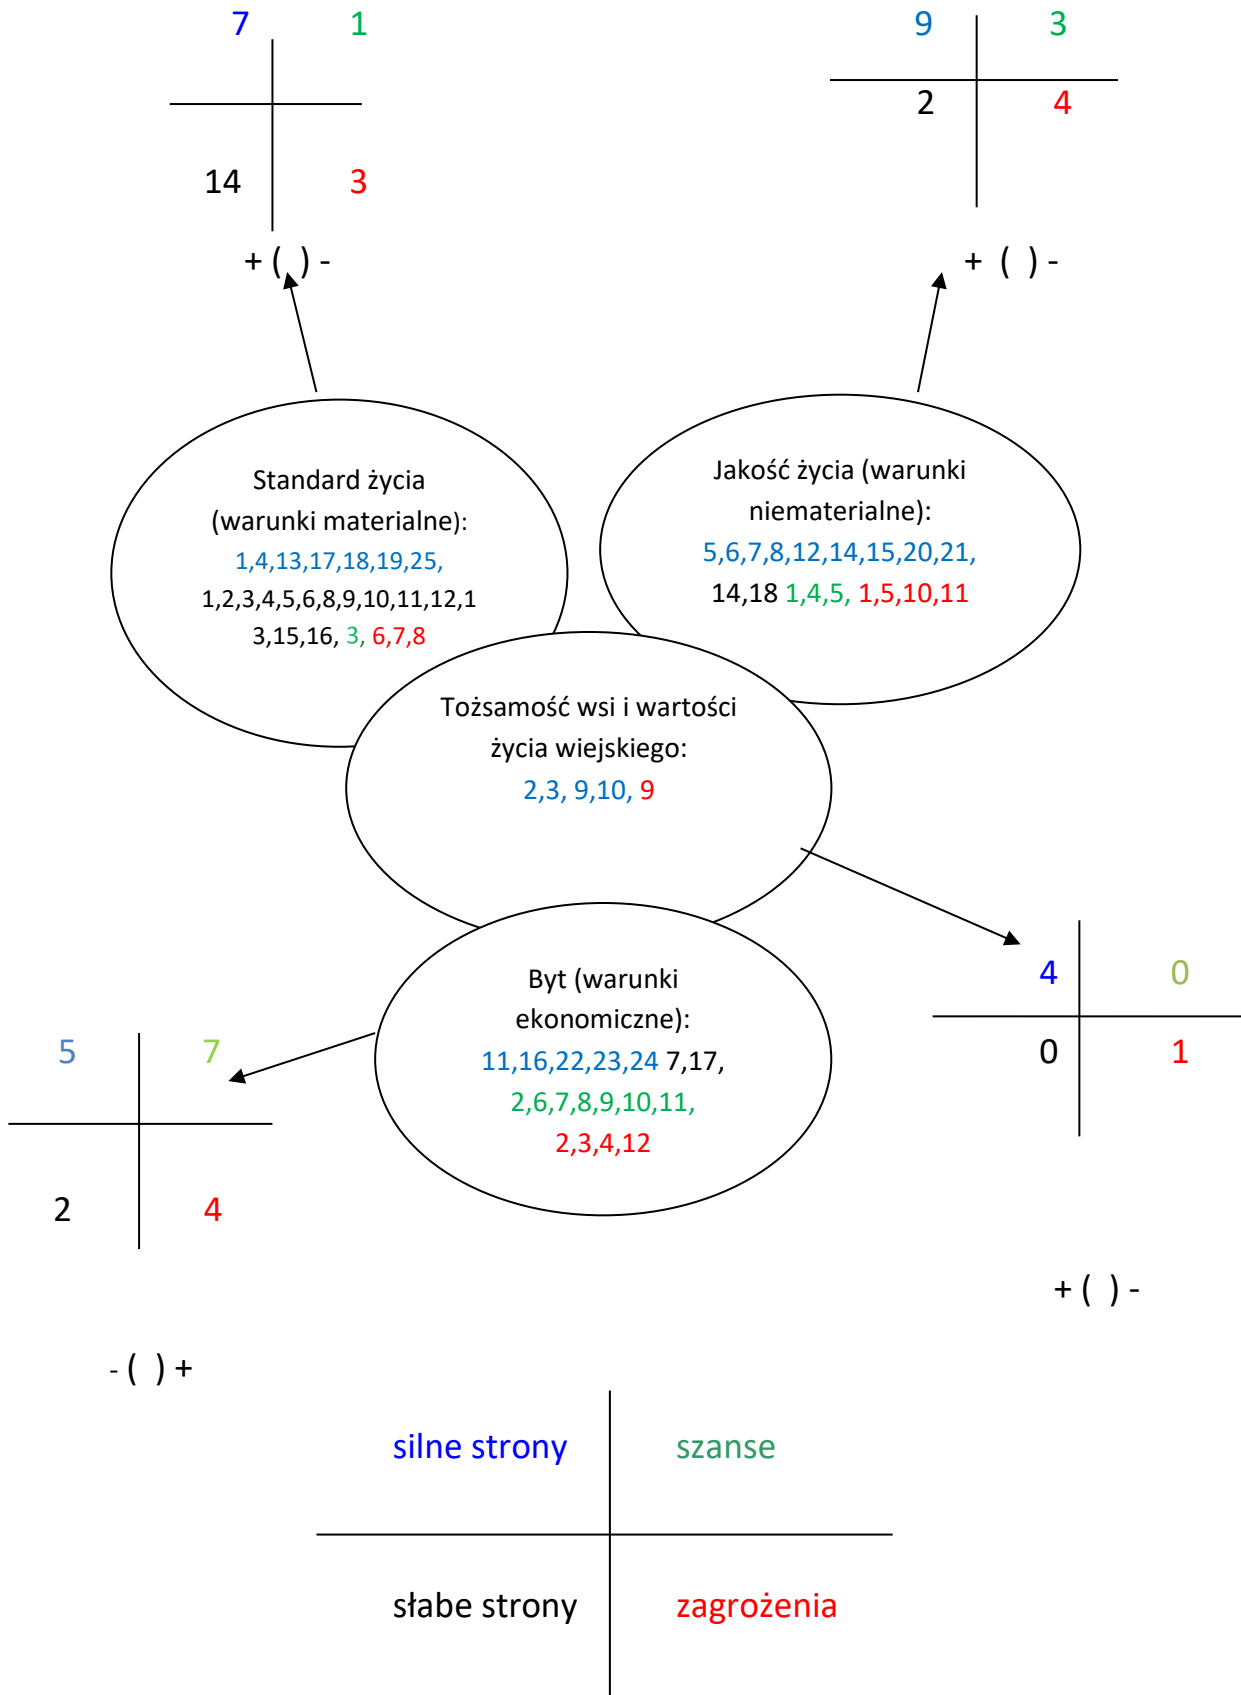 7 1
14 3
+ ( ) -
9 3
2 4
+ ( ) -
Standard życia
(warunki materialne):
1,4,13,17,18,19,25,
1,2,3,4,5,6,8,9,10,11,12,1
3,15,16, 3, 6,7,8
Jakość życia (warunki
niematerialne):
5,6,7,8,12,14,15,20,21,
14,18 1,4,5, 1,5,10,11
Tożsamość wsi i wartości
życia wiejskiego:
2,3, 9,10, 9
Byt (warunki
ekonomiczne):
11,16,22,23,24 7,17,
2,6,7,8,9,10,11,
2,3,4,12
4 0
0 1
+ ( ) -
5 7
2 4
- ( ) +
silne strony szanse
słabe strony zagrożenia